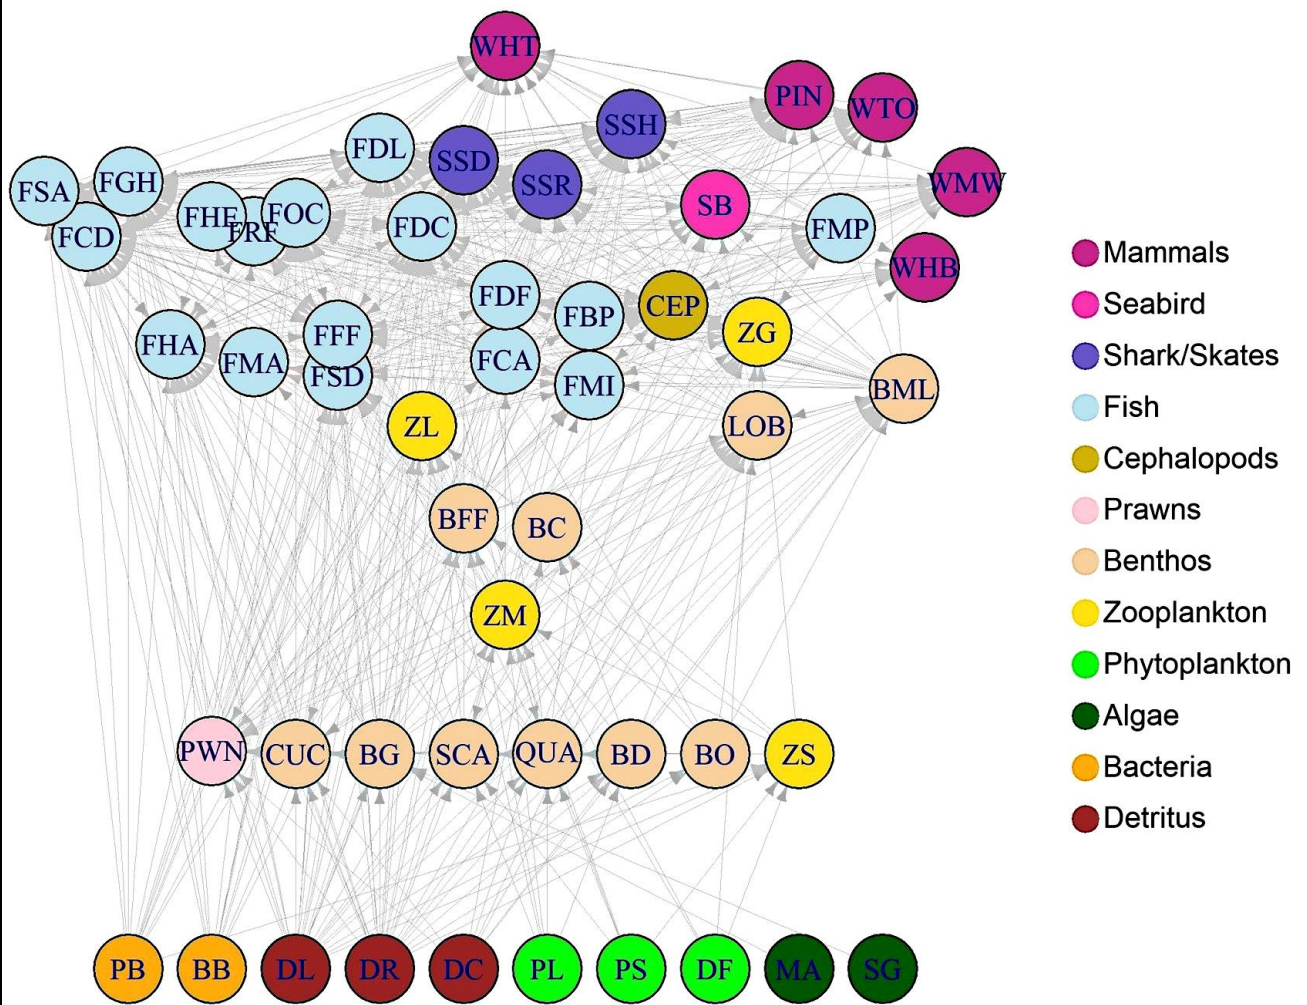 WHT
PIN
WTO
SSH
FDL
SSD
SSR
WMW
FSA
FGH
FCD
FHE
FRF
FOC
FDC
SB
FMP
WHB
FDF
FBP
CEP
ZG
FHA
FMA
FFF
FSD
FCA
FMI
BML
ZL
LOB
BFF
BC
ZM
PWN
CUC
BG
SCA
QUA
BD
BO
ZS
PB
BB
DL
DR
DC
PL
PS
DF
MA
SG
Mammals
Seabird
Shark/Skates
Fish
Cephalopods
Prawns
Benthos
Zooplankton
Phytoplankton
Algae
Bacteria
Detritus